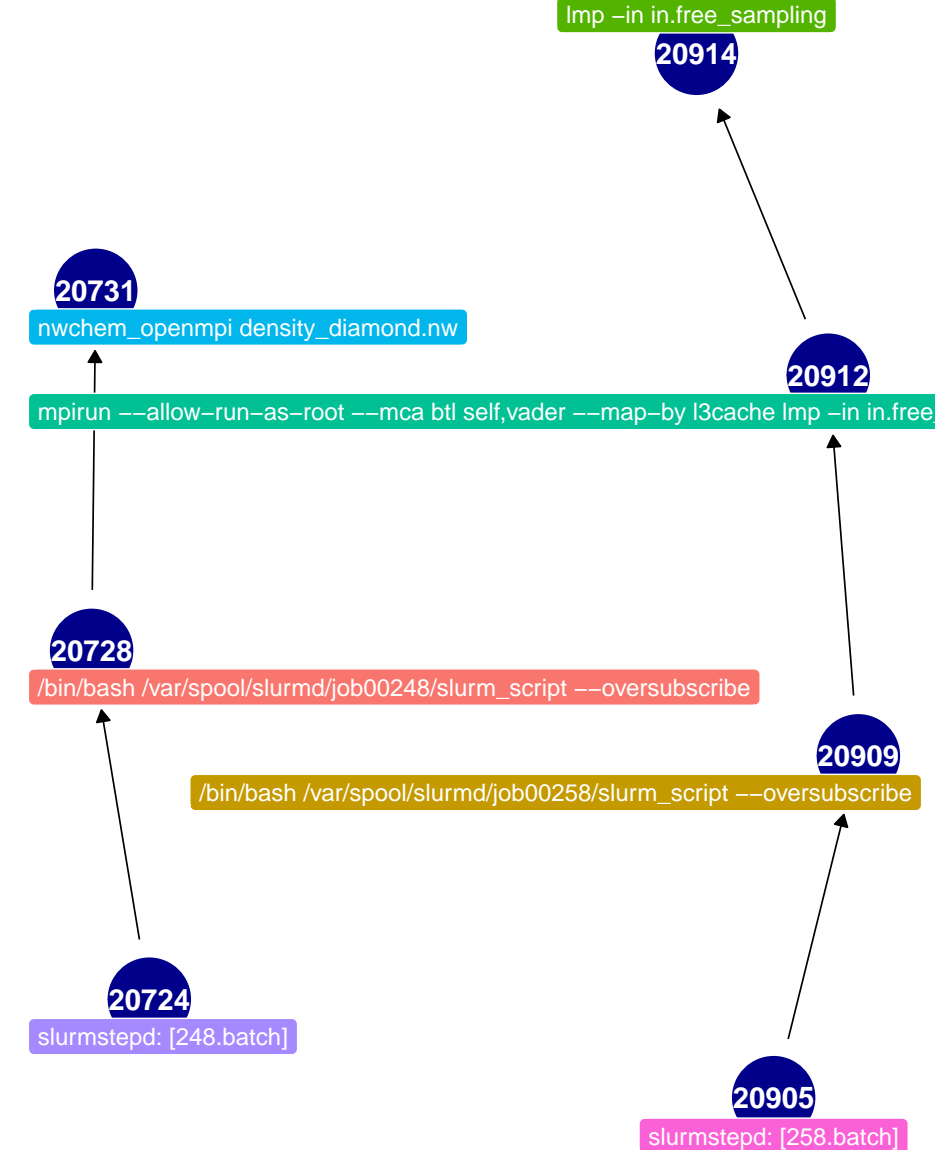 lmp −in in.free_sampling
20914
20731
nwchem_openmpi density_diamond.nw
20912
mpirun −−allow−run−as−root −−mca btl self,vader −−map−by l3cache lmp −in in.free_
20728
/bin/bash /var/spool/slurmd/job00248/slurm_script −−oversubscribe
20909
/bin/bash /var/spool/slurmd/job00258/slurm_script −−oversubscribe
20724
slurmstepd: [248.batch]
20905
slurmstepd: [258.batch]